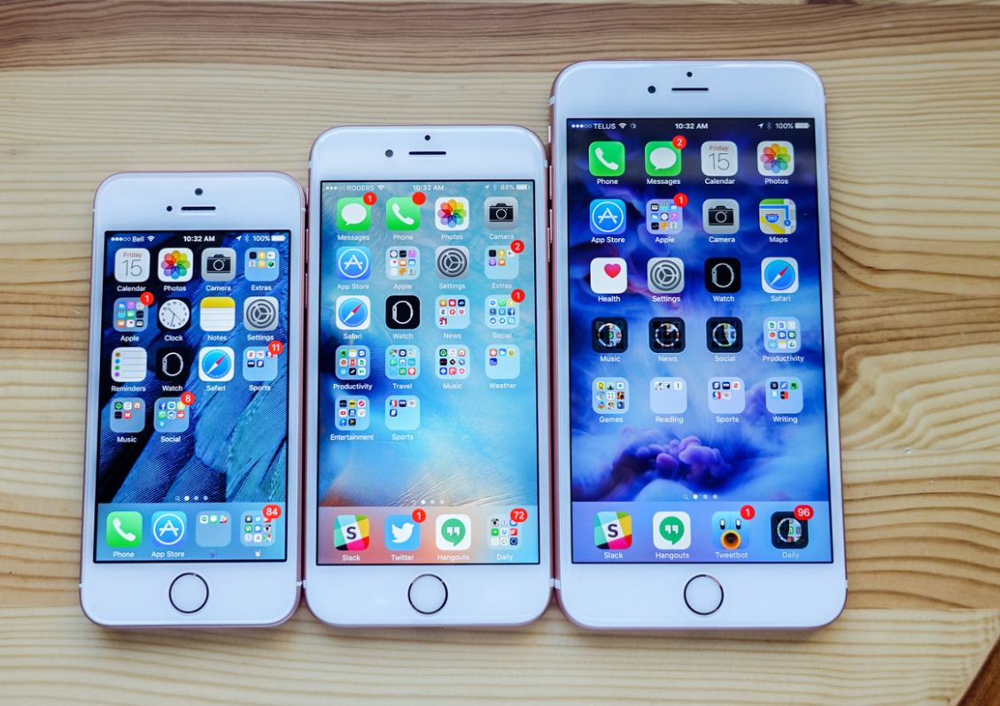 Bell 10:32 AM 100%
Friday
15
Calendar Photos Camera Extras
1
Apple Clock Notes Settings
11
Reminders Watch Safari Sports
8
Music Social
84
Phone App Store
ROGERS 10:32 AM 88%
1
Messages Phone Photos Camera
2
App Store Apple Settings Extras
1
Safari Watch News Social
Productivity Travel Music Weather
Entertainment Sports
1 72
S
Slack Twitter Hangouts Daily
TELUS 10:32 AM 100%
2
Friday
15
Phone Messages Calendar Photos
1
280
App Store Apple Camera Maps
Health Settings Watch Safari
Music News Social Productivity
Games Reading Sports Writing
1 96
S
Slack Hangouts Tweetbot Daily